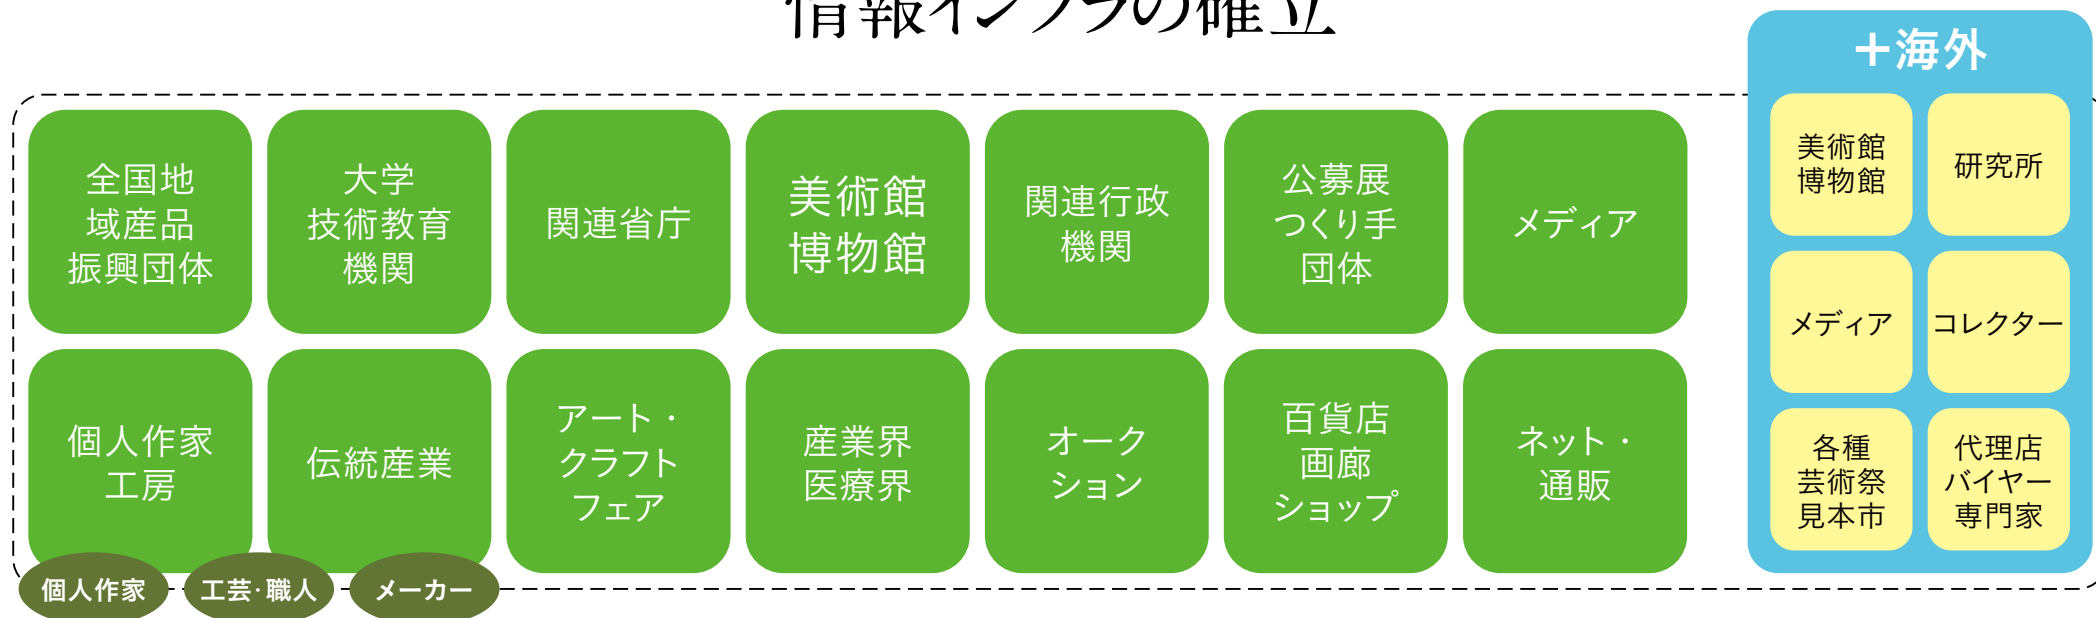 情報インフラの確立
＋海外
全国地
域産品
振興団体
大学
技術教育
機関
関連省庁
美術館
博物館
関連行政
機関
公募展
つくり手
団体
メディア
個人作家
工房
伝統産業
アート・
クラフト
フェア
産業界
医療界
オーク
ション
百貨店
画廊
ショップ
ネット・
通販
美術館
博物館
研究所
メディア
コレクター
各種
芸術祭
見本市
代理店
バイヤー
専門家
個人作家
工芸·職人
メーカー